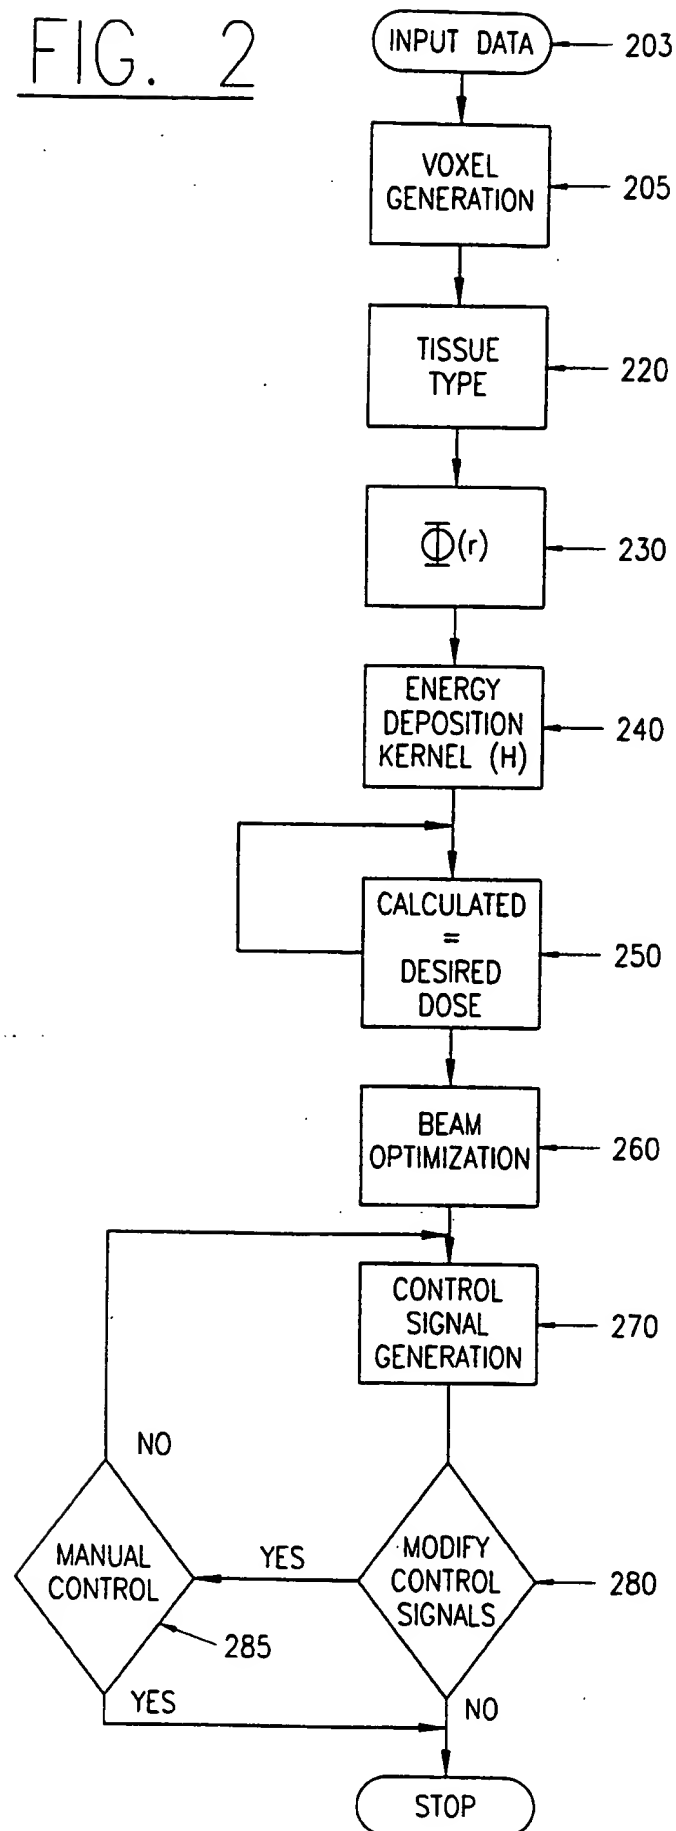 FIG. 2
INPUT DATA
203
VOXEL
GENERATION
205
TISSUE
TYPE
220
Φ(r)
230
ENERGY
DEPOSITION
KERNEL (H)
240
CALCULATED
=
DESIRED
DOSE
250
BEAM
OPTIMIZATION
260
CONTROL
SIGNAL
GENERATION
270
NO
MANUAL
CONTROL
285
YES
MODIFY
CONTROL
SIGNALS
280
YES
NO
STOP